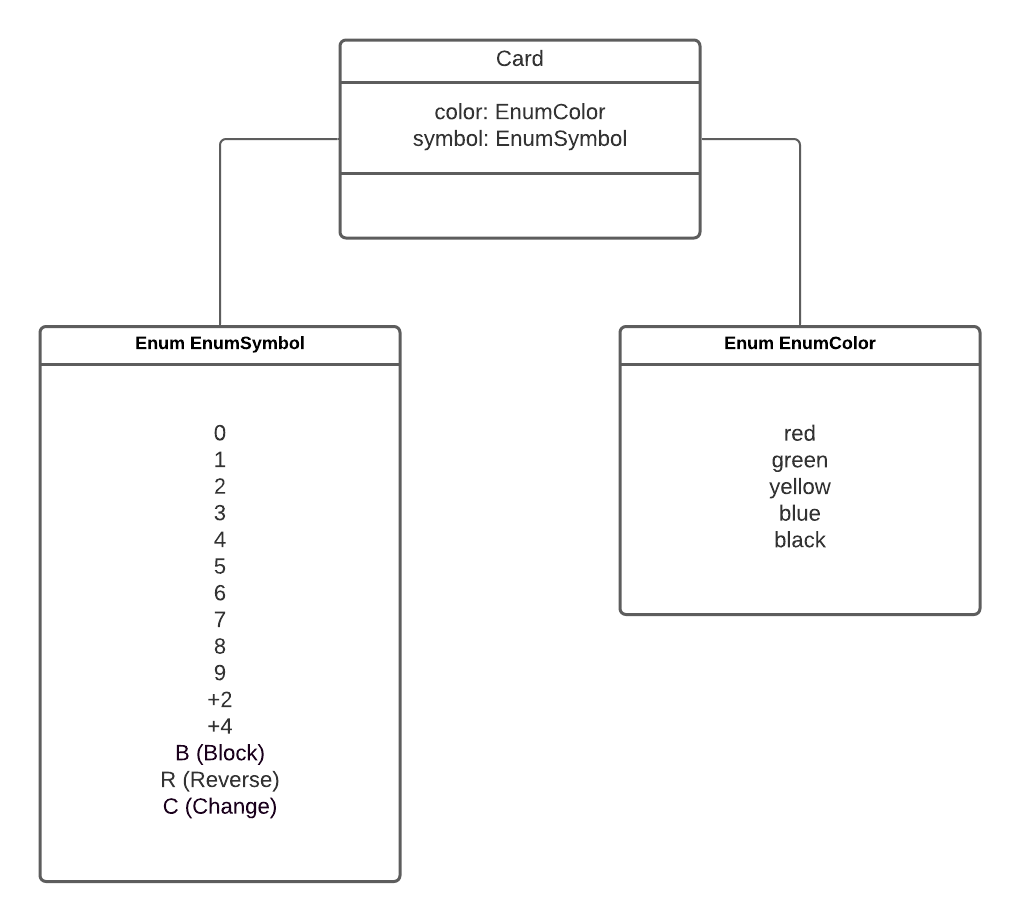 Card
color: EnumColor
symbol: EnumSymbol
Enum EnumSymbol
0
1
2
3
4
5
6
7
8
9
+2
+4
B (Block)
R (Reverse)
C (Change)
Enum EnumColor
red
green
yellow
blue
black